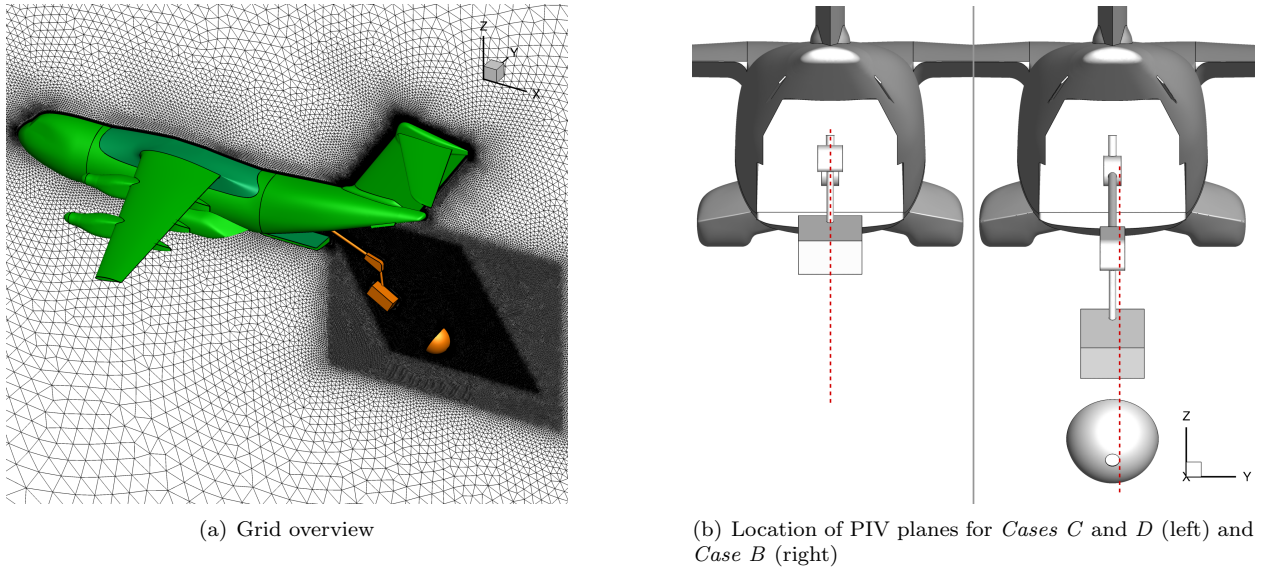 Z
Y
X
(a) Grid overview
Z
X
Y
(b) Location of PIV planes for Cases C and D (left) and
Case B (right)